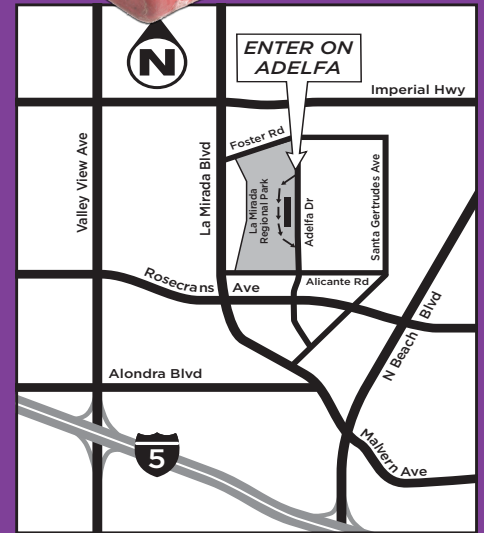 N
ENTER ON
ADELFA
Imperial Hwy
Valley View Ave
La Mirada Blvd
Foster Rd
La Mirada
Regional Park
Adelfa Dr
Santa Gertrudes Ave
Rosecrans Ave
Alicante Rd
N Beach Blvd
Alondra Blvd
5
Malvern Ave